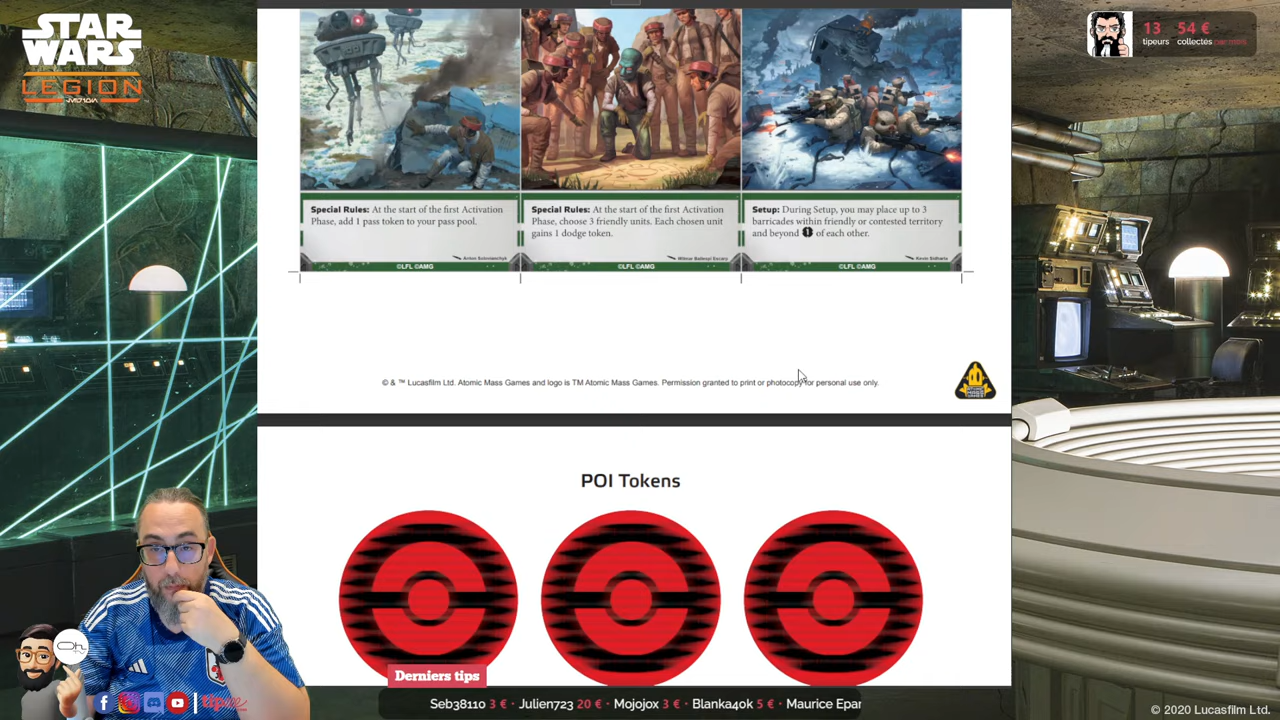 STAR
WARS
LEGION
13 54 €
tipeurs collectés
Special Rules: At the start of the first Activation
Phase, add 1 pass token to your pass pool.
©LFL ©AMG
Special Rules: At the start of the first Activation
Phase, choose 3 friendly units. Each chosen unit
gains 1 dodge token.
©LFL ©AMG
Setup: During Setup, you may place up to 3
barricades within friendly or contested territory
and beyond 1 of each other.
Kevin Sidharta
©LFL ©AMG
© & ™ Lucasfilm Ltd. Atomic Mass Games and logo is TM Atomic Mass Games. Permission granted to print or photocopy for personal use only.
POI Tokens
Derniers tips
Seb38110 3 € · Julien723 20 € · Mojojox 3 € · Blanka40k 5 € · Maurice Epar
tipeee
© 2020 Lucasfilm Ltd.